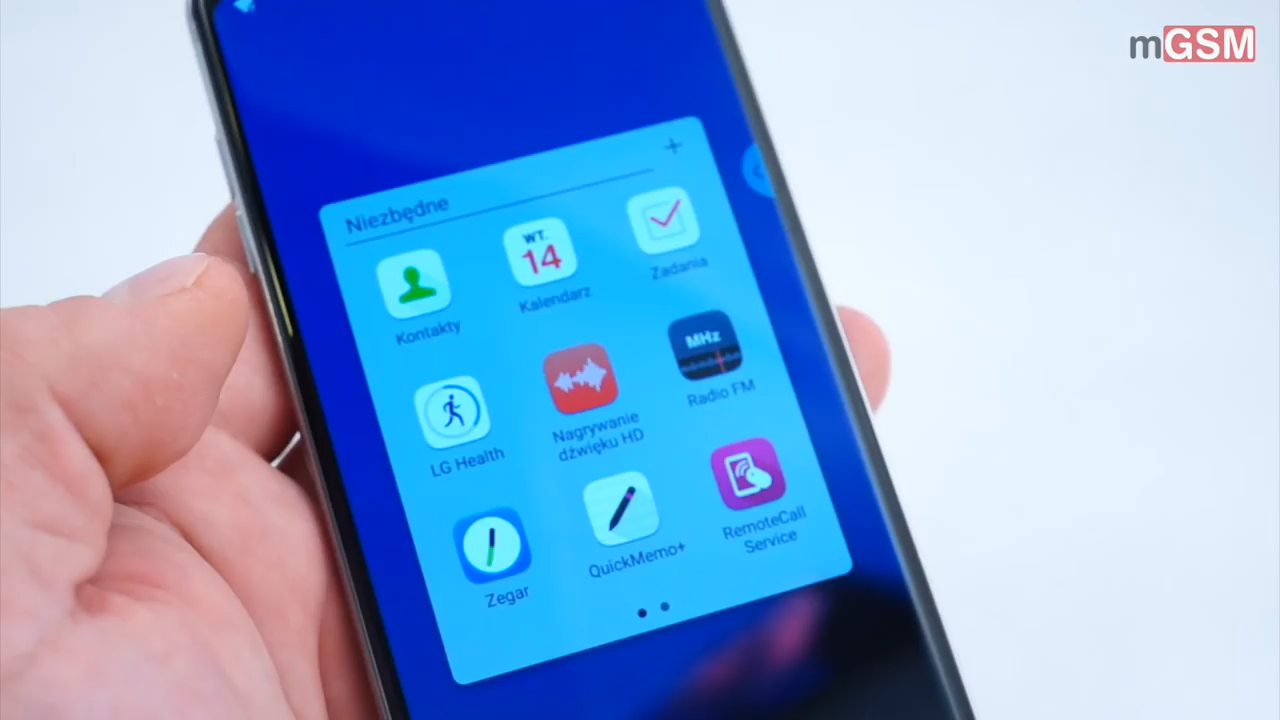 mGSM
Niezbędne
Kontakty
WT.
14
Kalendarz
Zadania
LG Health
Nagrywanie
dźwięku HD
MHz
Radio FM
Zegar
QuickMemo+
RemoteCall
Service